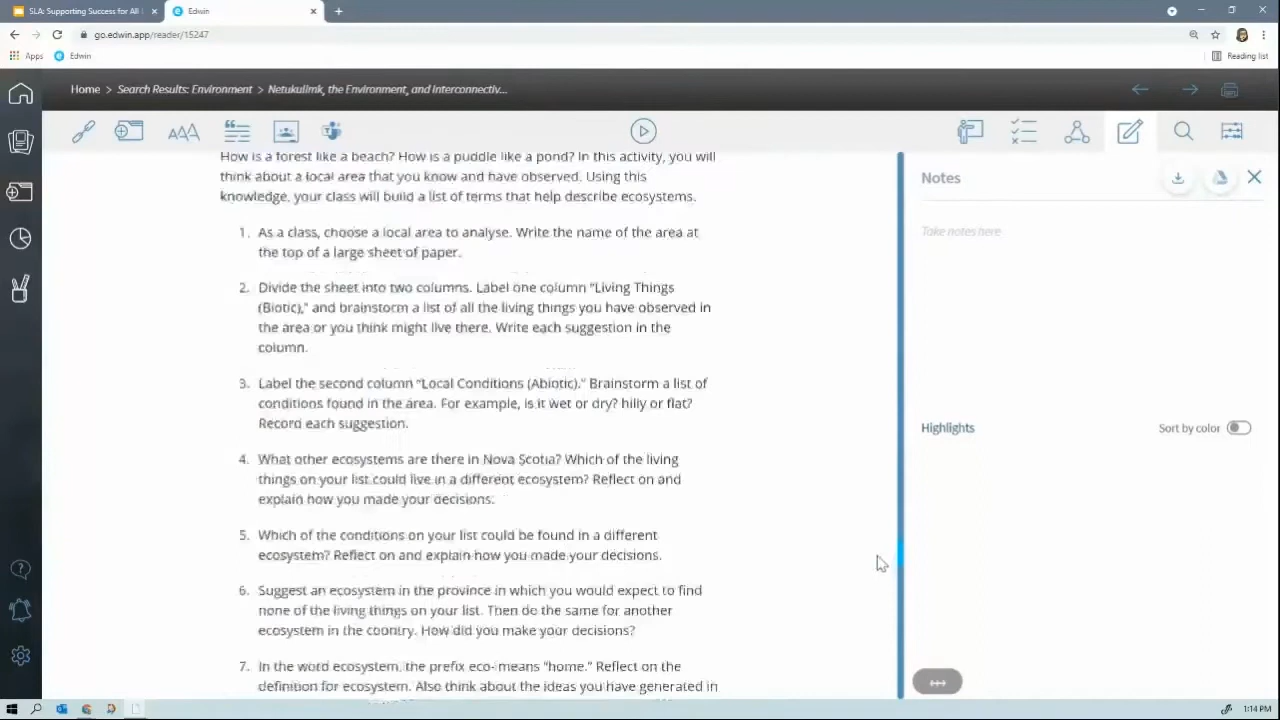 SLA: Supporting Success for All
Edwin
go.edwin.app/reader/15247
Apps
Edwin
Reading list
Home > Search Results: Environment > Netukulimk, the Environment, and Interconnectiv...
How is a forest like a beach? How is a puddle like a pond? In this activity, you will
think about a local area that you know and have observed. Using this
knowledge, your class will build a list of terms that help describe ecosystems.
1. As a class, choose a local area to analyse. Write the name of the area at
the top of a large sheet of paper.
2. Divide the sheet into two columns. Label one column "Living Things
(Biotic)," and brainstorm a list of all the living things you have observed in
the area or you think might live there. Write each suggestion in the
column.
3. Label the second column "Local Conditions (Abiotic)." Brainstorm a list of
conditions found in the area. For example, is it wet or dry? hilly or flat?
Record each suggestion.
4. What other ecosystems are there in Nova Scotia? Which of the living
things on your list could live in a different ecosystem? Reflect on and
explain how you made your decisions.
5. Which of the conditions on your list could be found in a different
ecosystem? Reflect on and explain how you made your decisions.
6. Suggest an ecosystem in the province in which you would expect to find
none of the living things on your list. Then do the same for another
ecosystem in the country. How did you make your decisions?
7. In the word ecosystem, the prefix eco- means "home." Reflect on the
definition for ecosystem. Also think about the ideas you have generated in
Notes
Take notes here
Highlights
Sort by color
1:14 PM